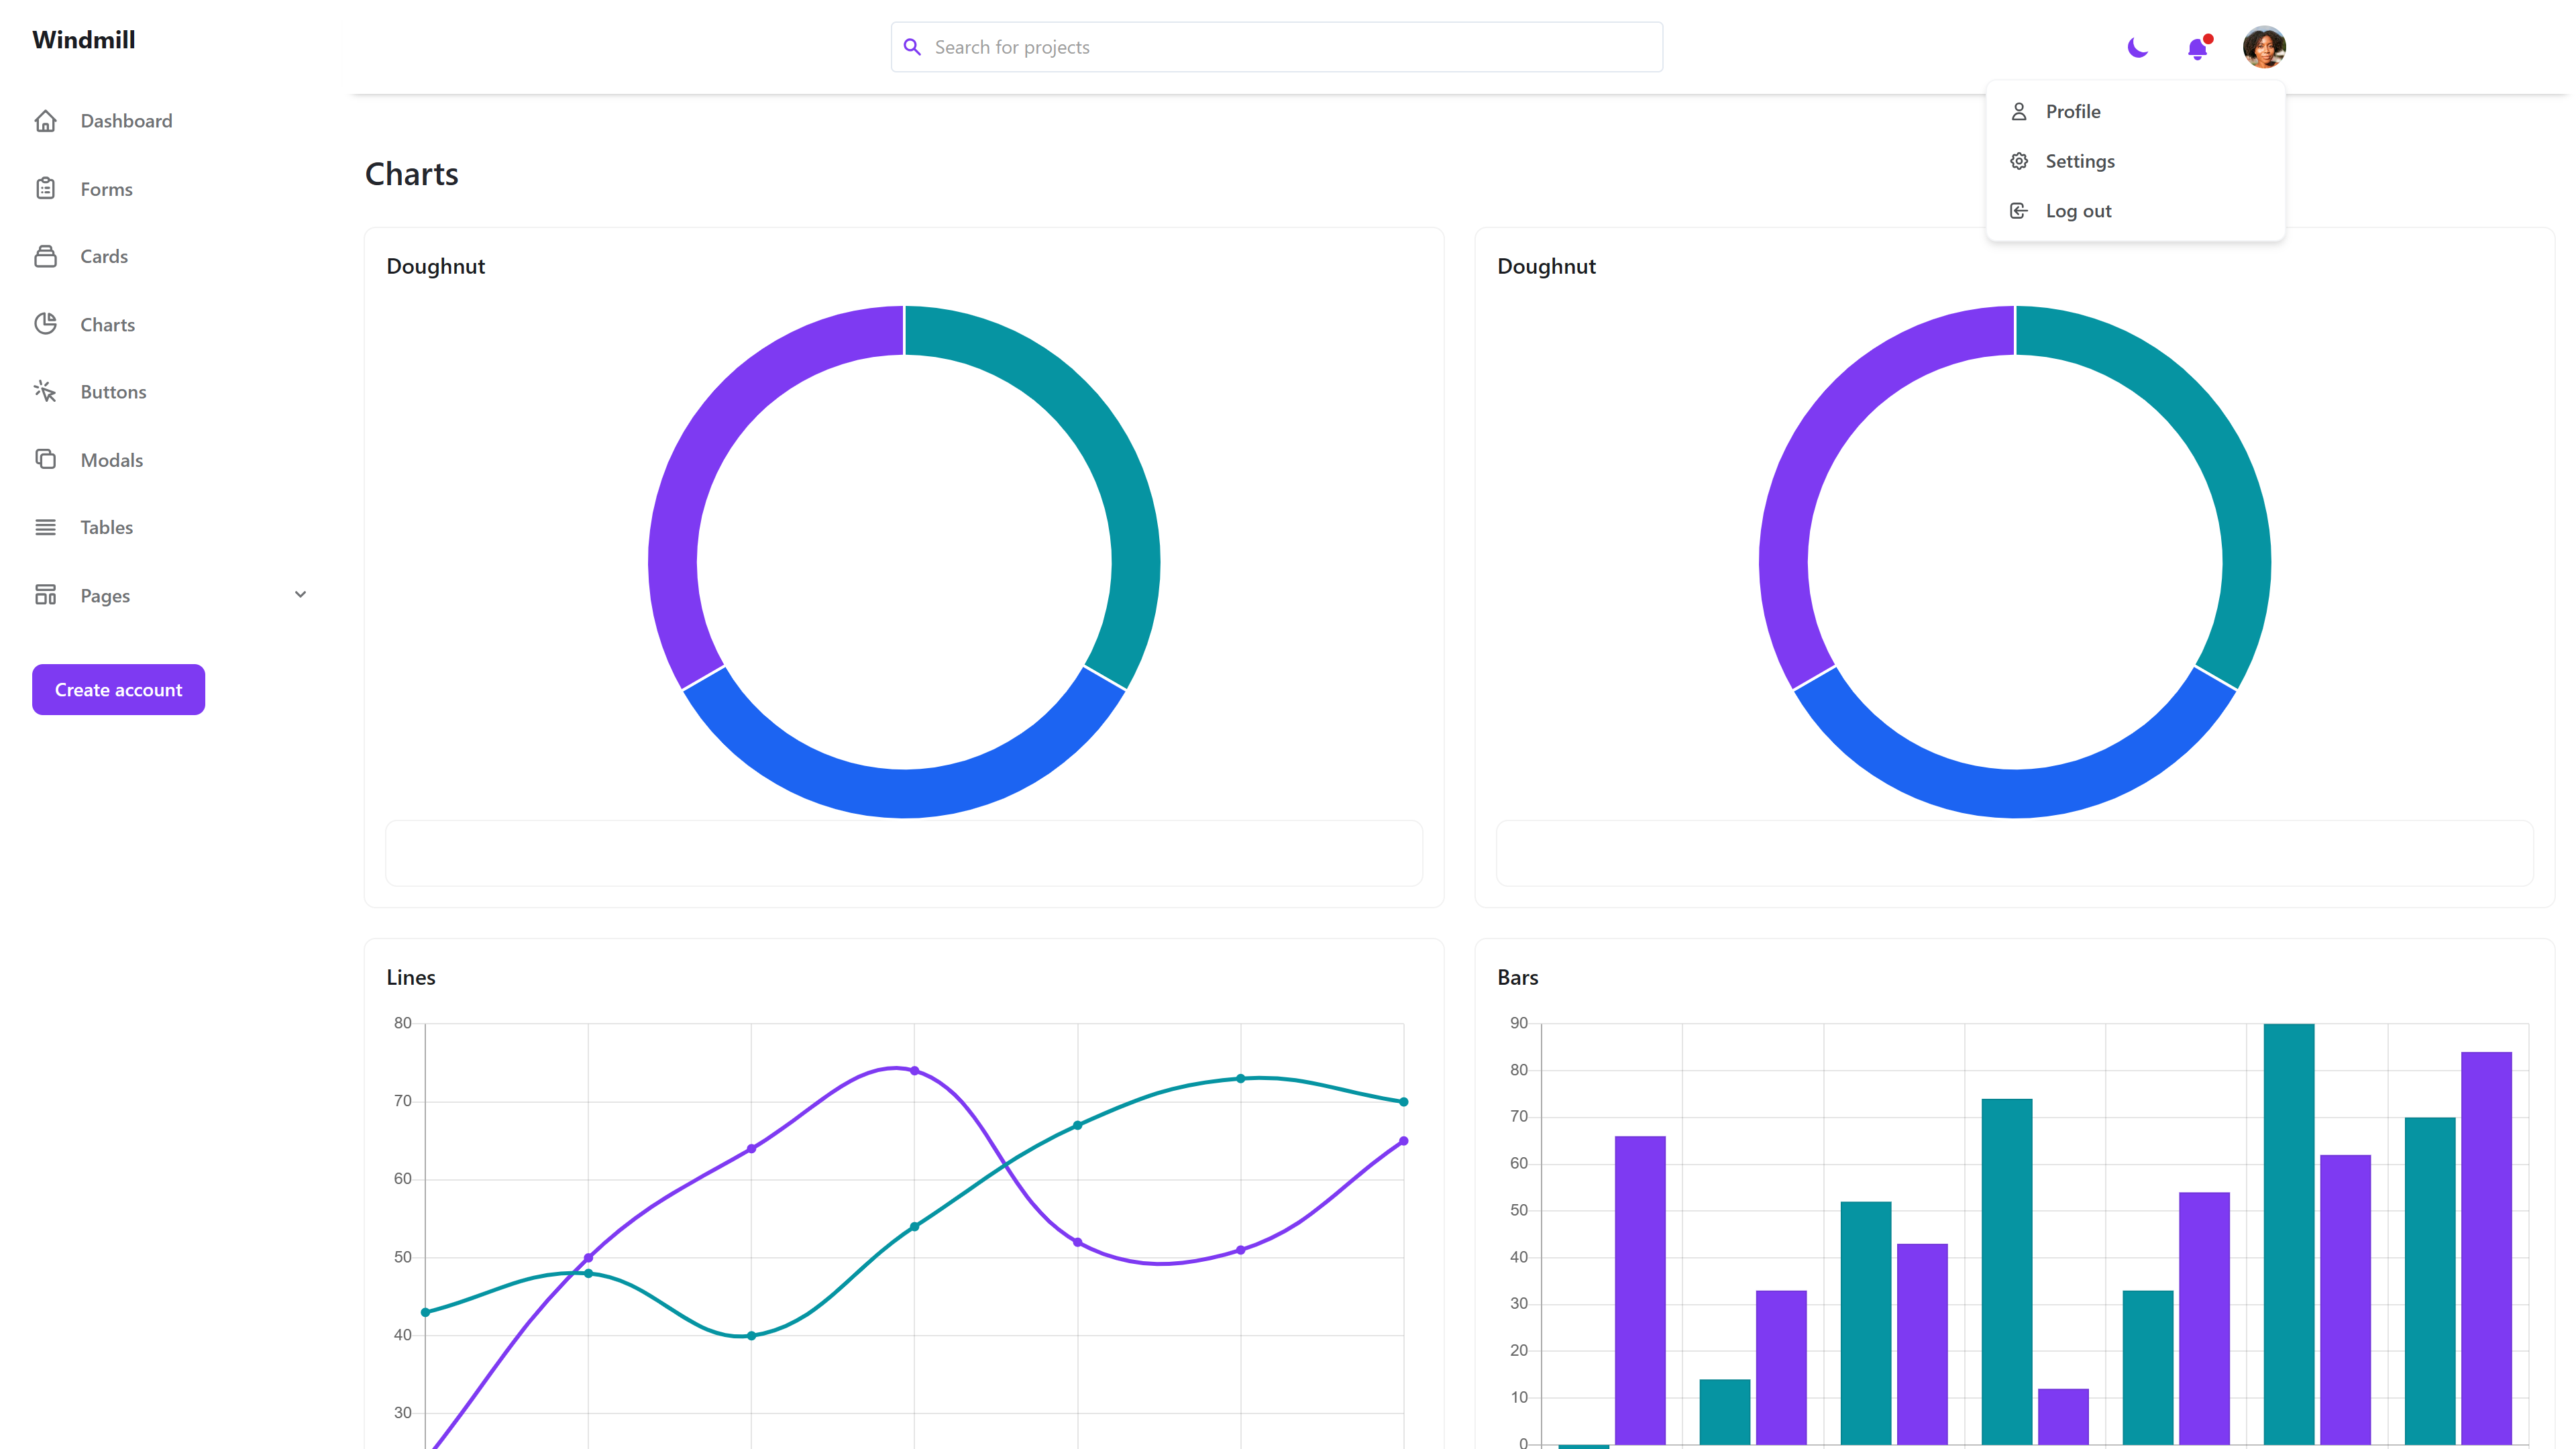 Windmill
Search for projects
Dashboard
Forms
Cards
Charts
Buttons
Modals
Tables
Pages
Create account
Profile
Settings
Log out
Charts
Doughnut
Doughnut
Lines
80
70
60
50
40
30
Bars
90
80
70
60
50
40
30
20
10
0